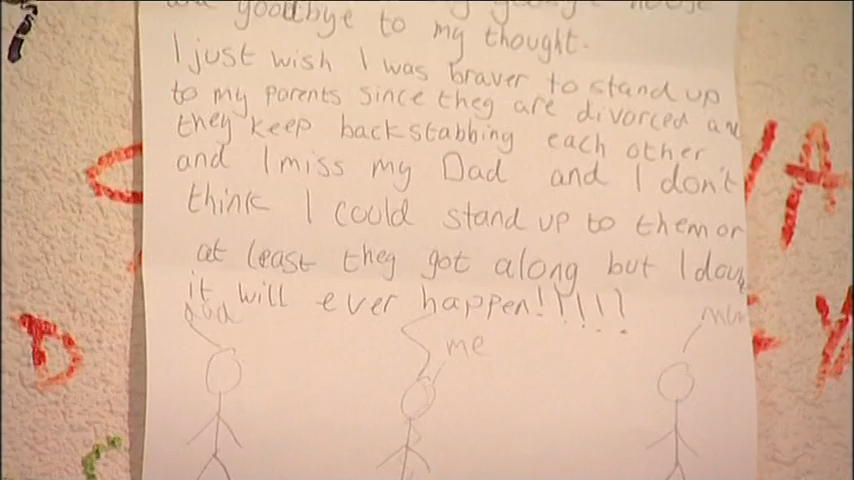 goodbye to my thought.
I just wish I was braver to stand up
to my parents since they are divorced and
they keep backstabbing each other
and I miss my Dad and I don't
think I could stand up to them or
at least they got along but I doubt
it will ever happen!!!!!
dad
me
mum